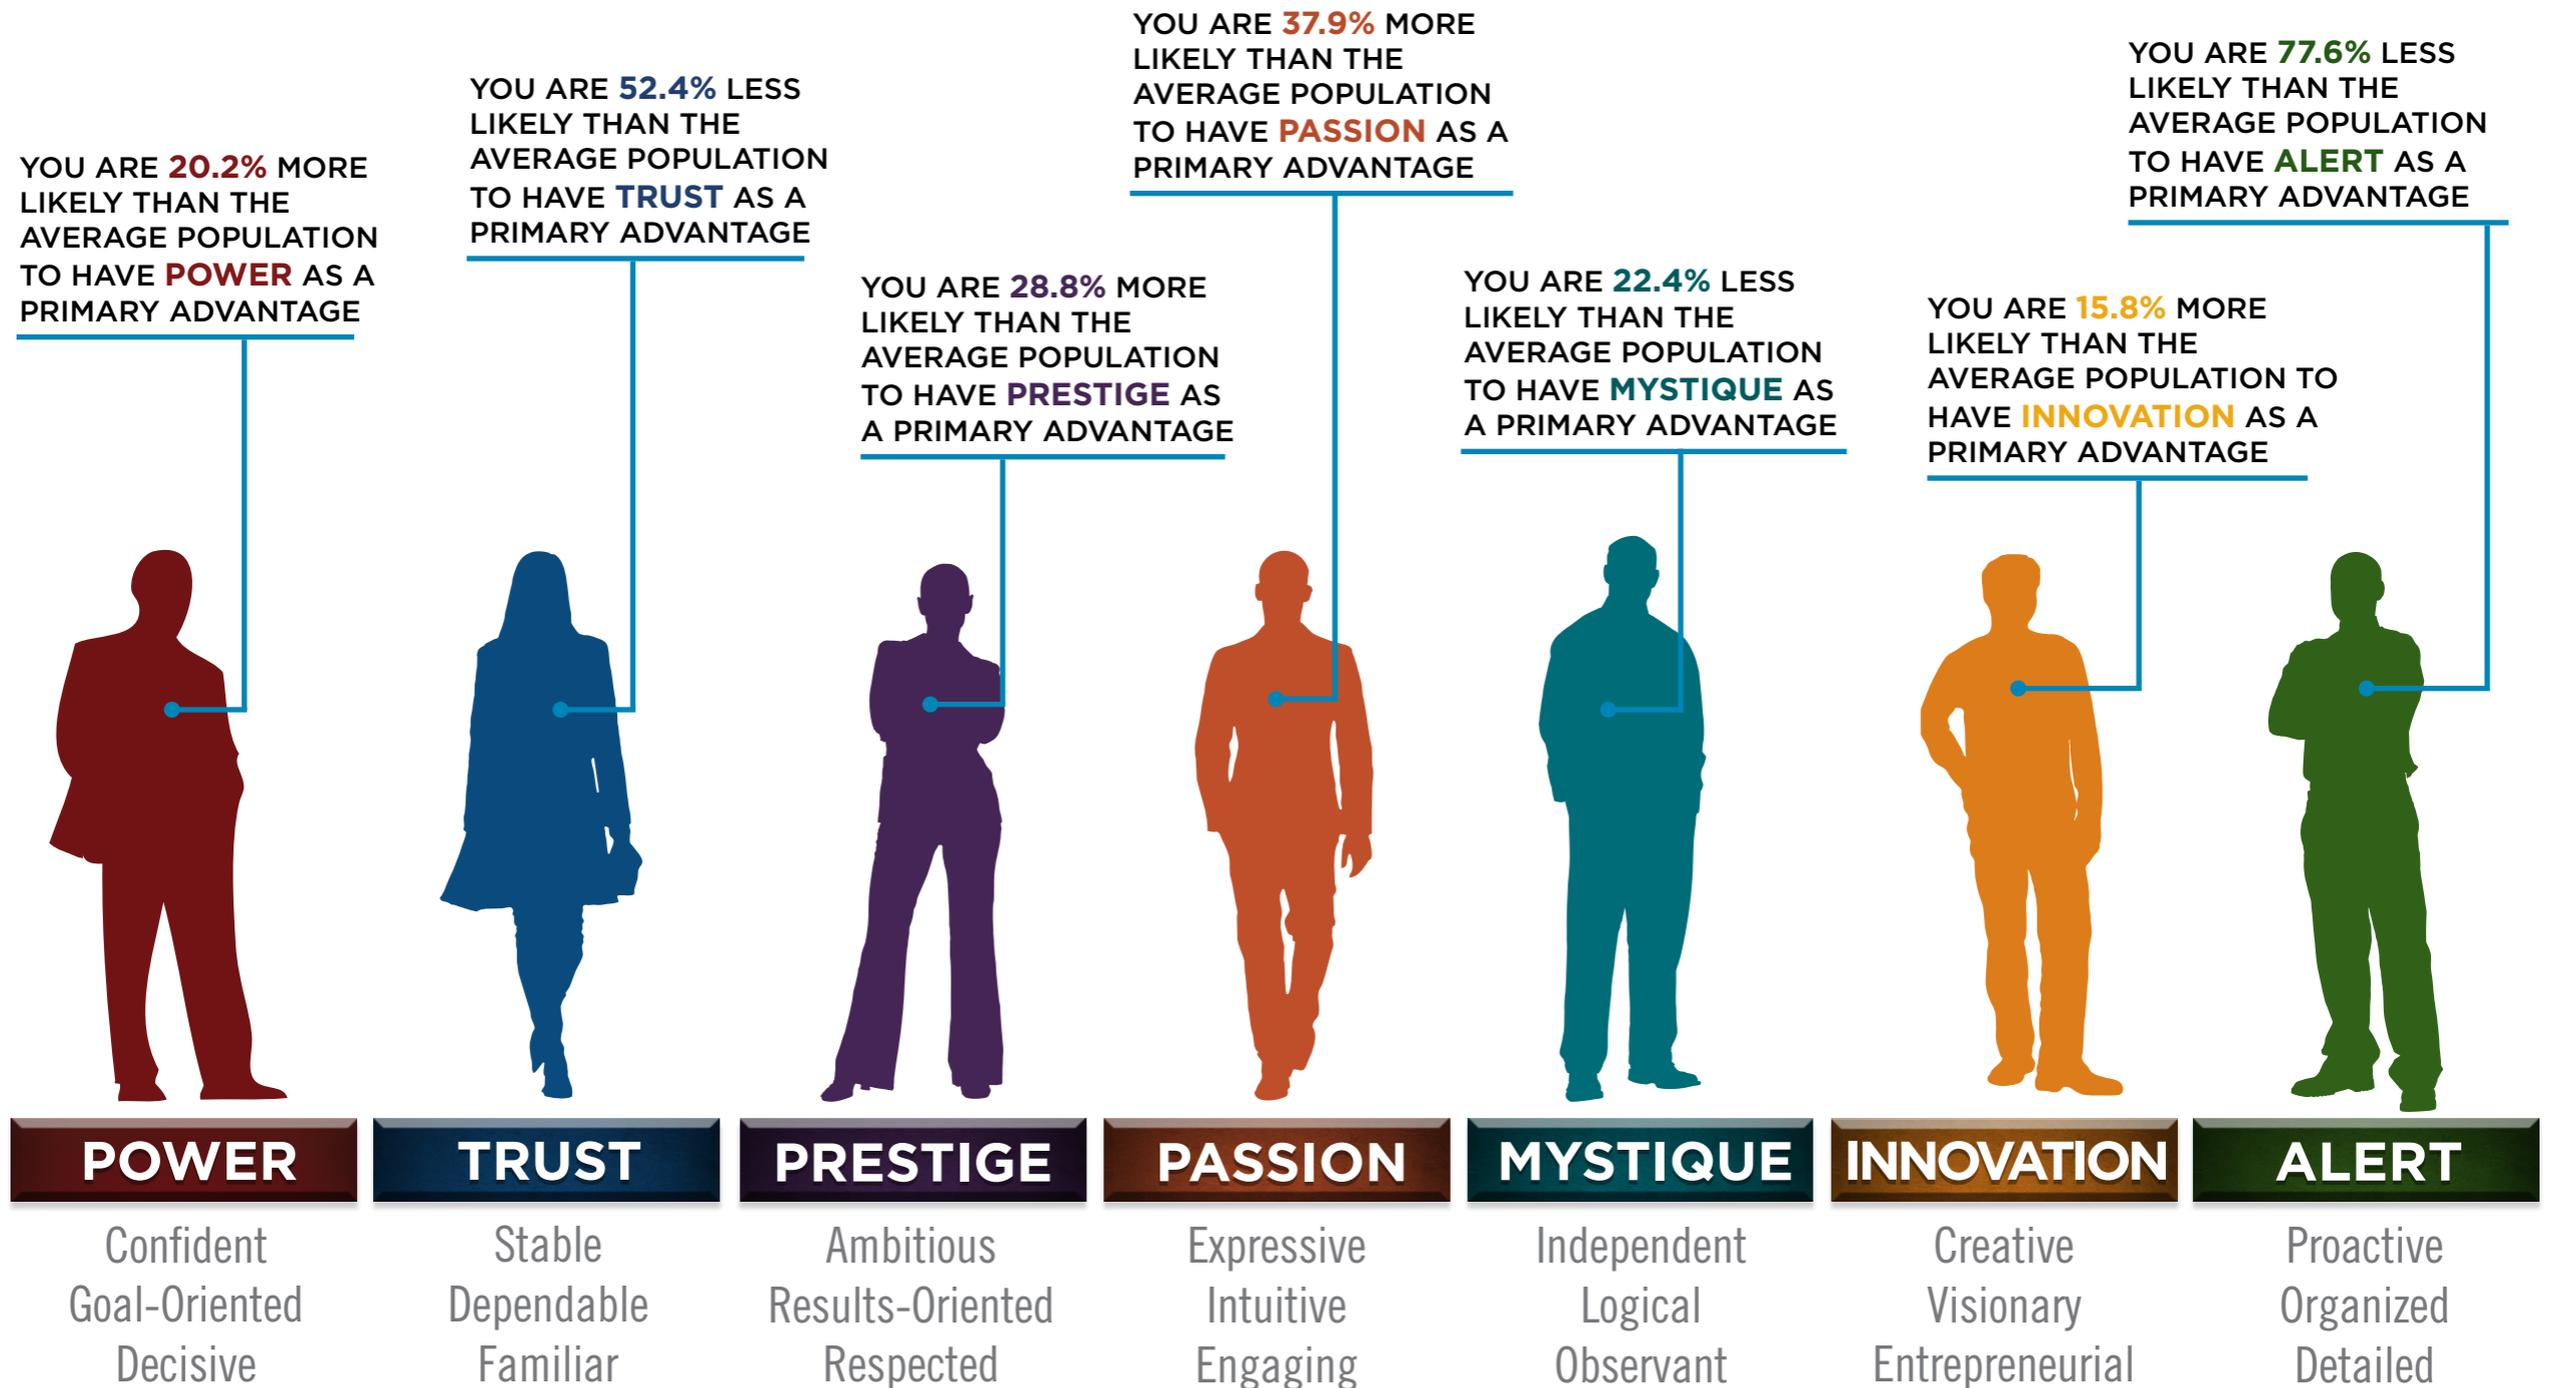 YOU ARE 20.2% MORE
LIKELY THAN THE
AVERAGE POPULATION
TO HAVE POWER AS A
PRIMARY ADVANTAGE
YOU ARE 52.4% LESS
LIKELY THAN THE
AVERAGE POPULATION
TO HAVE TRUST AS A
PRIMARY ADVANTAGE
YOU ARE 28.8% MORE
LIKELY THAN THE
AVERAGE POPULATION
TO HAVE PRESTIGE AS
A PRIMARY ADVANTAGE
YOU ARE 37.9% MORE
LIKELY THAN THE
AVERAGE POPULATION
TO HAVE PASSION AS A
PRIMARY ADVANTAGE
YOU ARE 22.4% LESS
LIKELY THAN THE
AVERAGE POPULATION
TO HAVE MYSTIQUE AS
A PRIMARY ADVANTAGE
YOU ARE 15.8% MORE
LIKELY THAN THE
AVERAGE POPULATION TO
HAVE INNOVATION AS A
PRIMARY ADVANTAGE
YOU ARE 77.6% LESS
LIKELY THAN THE
AVERAGE POPULATION
TO HAVE ALERT AS A
PRIMARY ADVANTAGE
POWER
Confident
Goal-Oriented
Decisive
TRUST
Stable
Dependable
Familiar
PRESTIGE
Ambitious
Results-Oriented
Respected
PASSION
Expressive
Intuitive
Engaging
MYSTIQUE
Independent
Logical
Observant
INNOVATION
Creative
Visionary
Entrepreneurial
ALERT
Proactive
Organized
Detailed